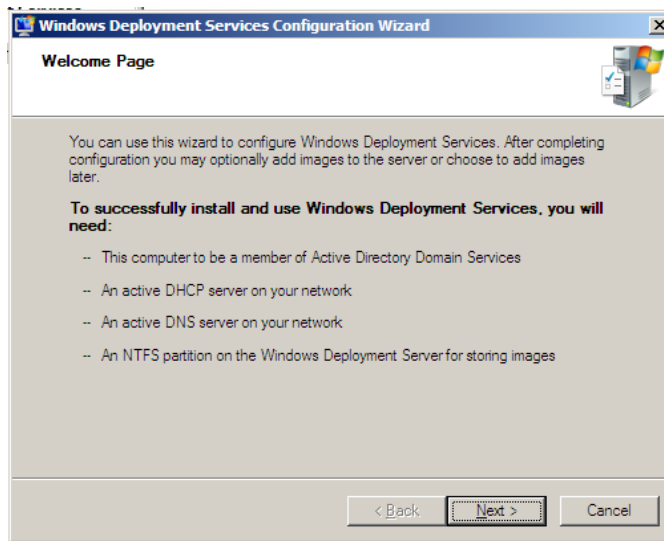 Windows Deployment Services Configuration Wizard
Welcome Page
You can use this wizard to configure Windows Deployment Services. After completing
configuration you may optionally add images to the server or choose to add images
later.
To successfully install and use Windows Deployment Services, you will
need:
-- This computer to be a member of Active Directory Domain Services
-- An active DHCP server on your network
-- An active DNS server on your network
-- An NTFS partition on the Windows Deployment Server for storing images
< Back
Next >
Cancel